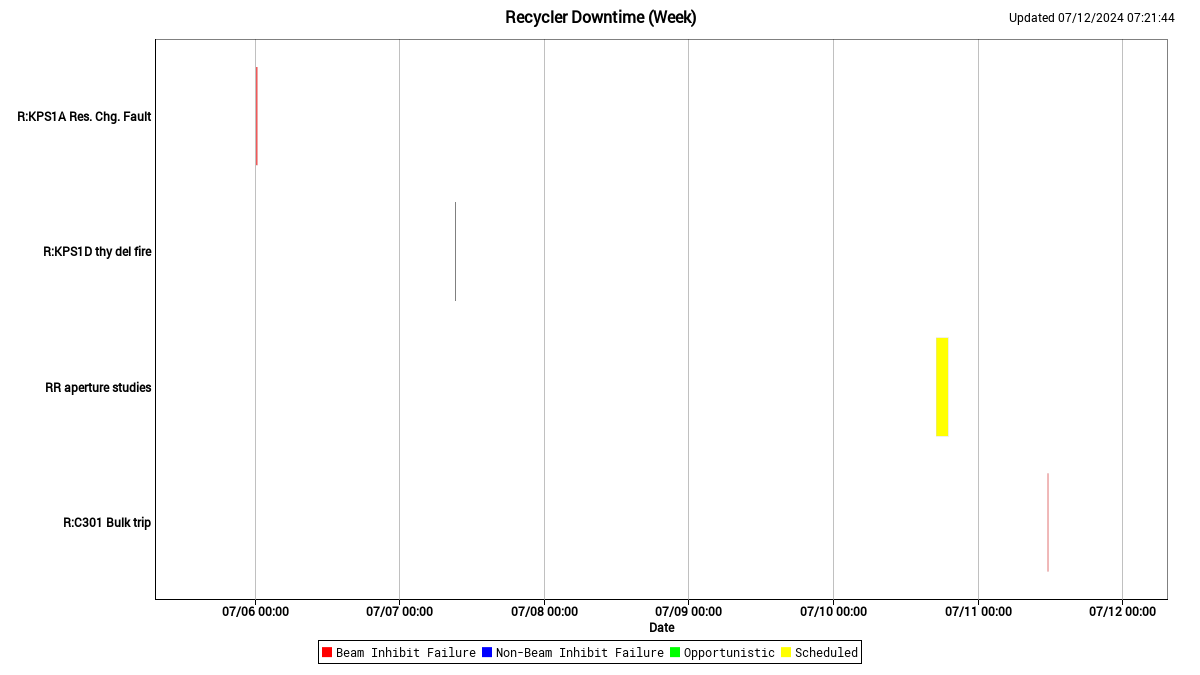 Recycler Downtime (Week)
Updated 07/12/2024 07:21:44
R:KPS1A Res. Chg. Fault
R:KPS1D thy del fire
RR aperture studies
R:C301 Bulk trip
07/06 00:00 07/07 00:00 07/08 00:00 07/09 00:00 07/10 00:00 07/11 00:00 07/12 00:00
Date
Beam Inhibit Failure Non-Beam Inhibit Failure Opportunistic Scheduled